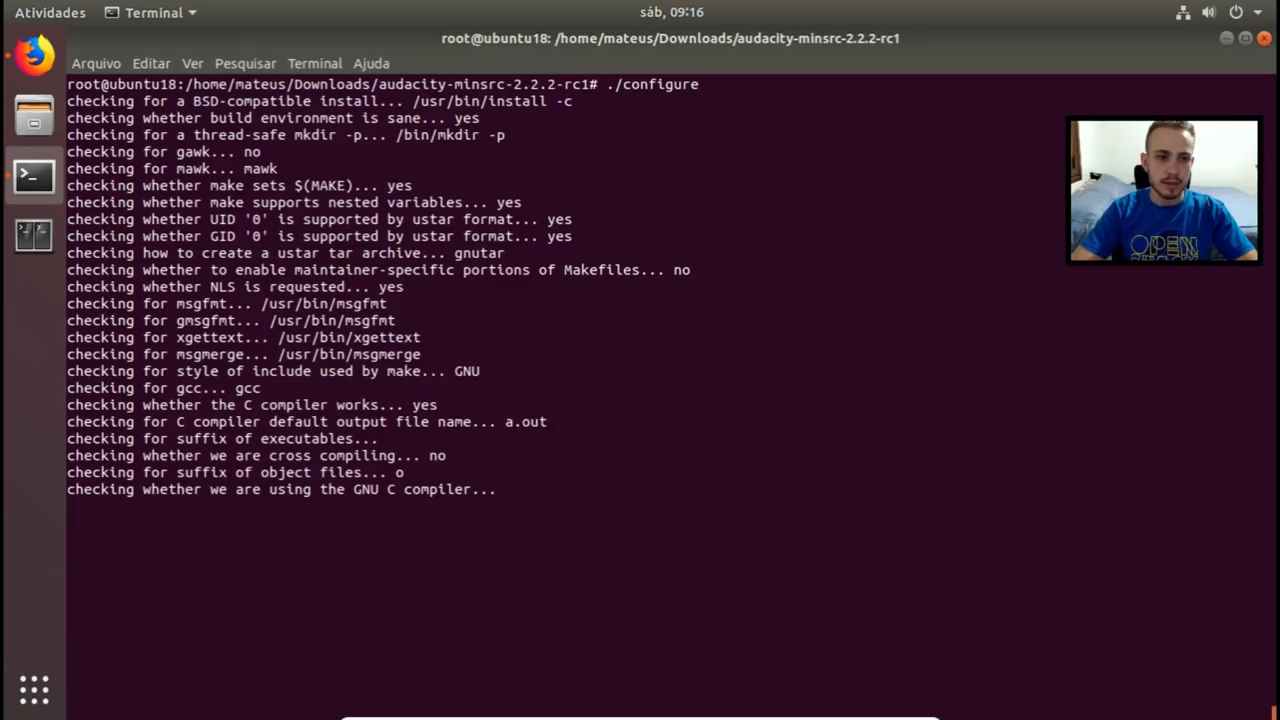 Atividades
Terminal
sáb, 09:16
root@ubuntu18: /home/mateus/Downloads/audacity-minsrc-2.2.2-rc1
Arquivo Editar Ver Pesquisar Terminal Ajuda
root@ubuntu18:/home/mateus/Downloads/audacity-minsrc-2.2.2-rc1# ./configure
checking for a BSD-compatible install... /usr/bin/install -c
checking whether build environment is sane... yes
checking for a thread-safe mkdir -p... /bin/mkdir -p
checking for gawk... no
checking for mawk... mawk
checking whether make sets $(MAKE)... yes
checking whether make supports nested variables... yes
checking whether UID '0' is supported by ustar format... yes
checking whether GID '0' is supported by ustar format... yes
checking how to create a ustar tar archive... gnutar
checking whether to enable maintainer-specific portions of Makefiles... no
checking whether NLS is requested... yes
checking for msgfmt... /usr/bin/msgfmt
checking for gmsgfmt... /usr/bin/msgfmt
checking for xgettext... /usr/bin/xgettext
checking for msgmerge... /usr/bin/msgmerge
checking for style of include used by make... GNU
checking for gcc... gcc
checking whether the C compiler works... yes
checking for C compiler default output file name... a.out
checking for suffix of executables...
checking whether we are cross compiling... no
checking for suffix of object files... o
checking whether we are using the GNU C compiler...
OPEN